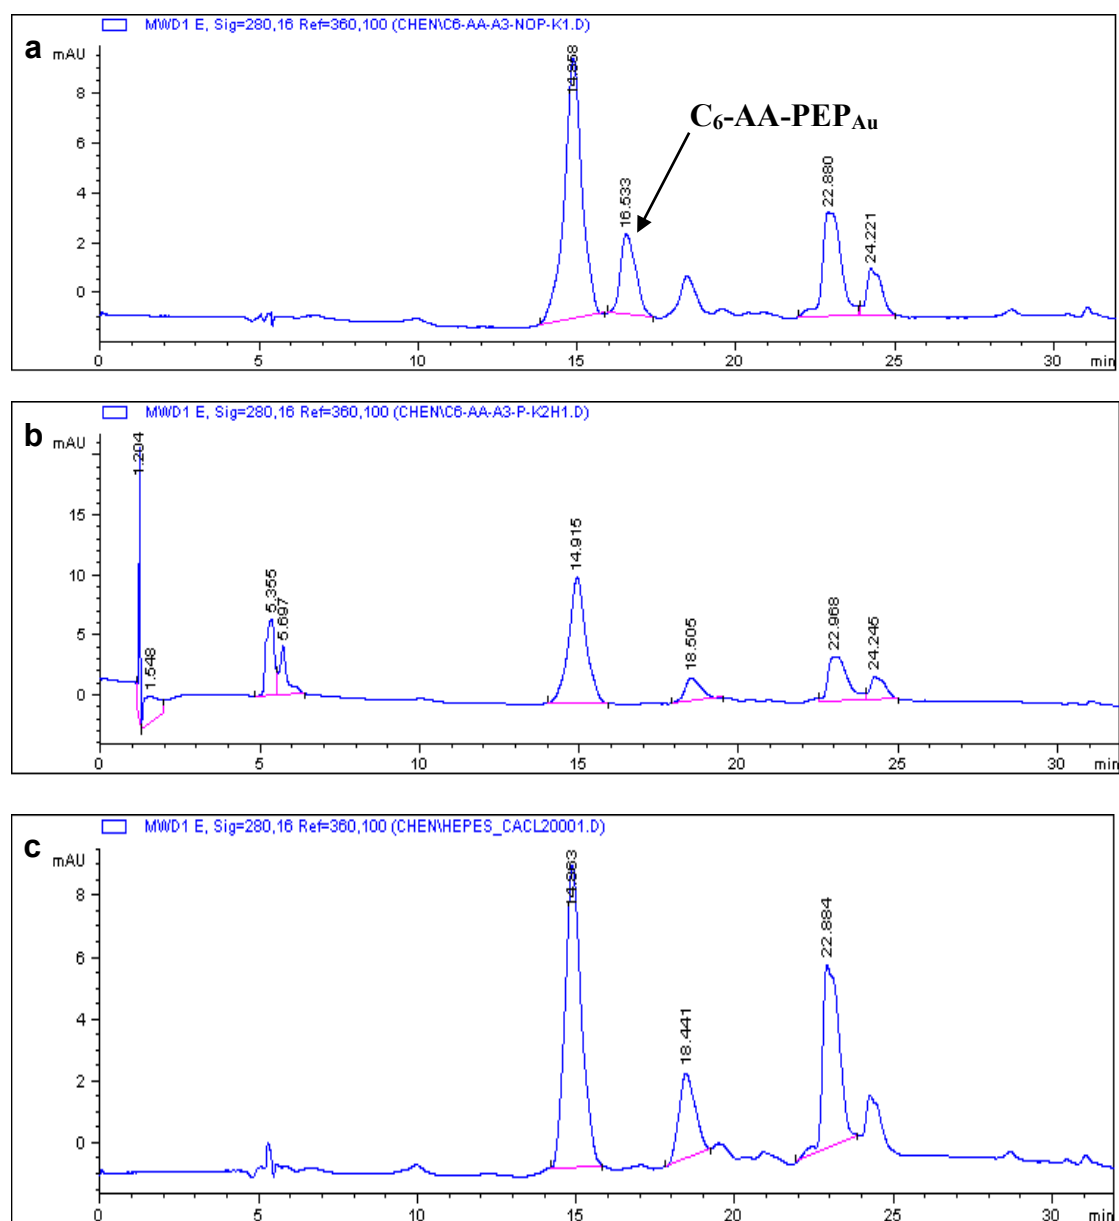 a
MWD1 E, Sig=280,16 Ref=360,100 (CHEN\C6-AA-A3-NOP-K1.D)
mAU
14.858
C6-AA-PEPAu
16.533
22.880
24.221
8
6
4
2
0
0 5 10 15 20 25 30 min
b
MWD1 E, Sig=280,16 Ref=360,100 (CHEN\C6-AA-A3-P-K2H1.D)
mAU
1.204
1.548
5.355
5.697
14.915
18.505
22.968
24.245
15
10
5
0
0 5 10 15 20 25 30 min
c
MWD1 E, Sig=280,16 Ref=360,100 (CHEN\HEPES_CACL20001.D)
mAU
18.441
22.884
8
6
4
2
0
0 5 10 15 20 25 30 min